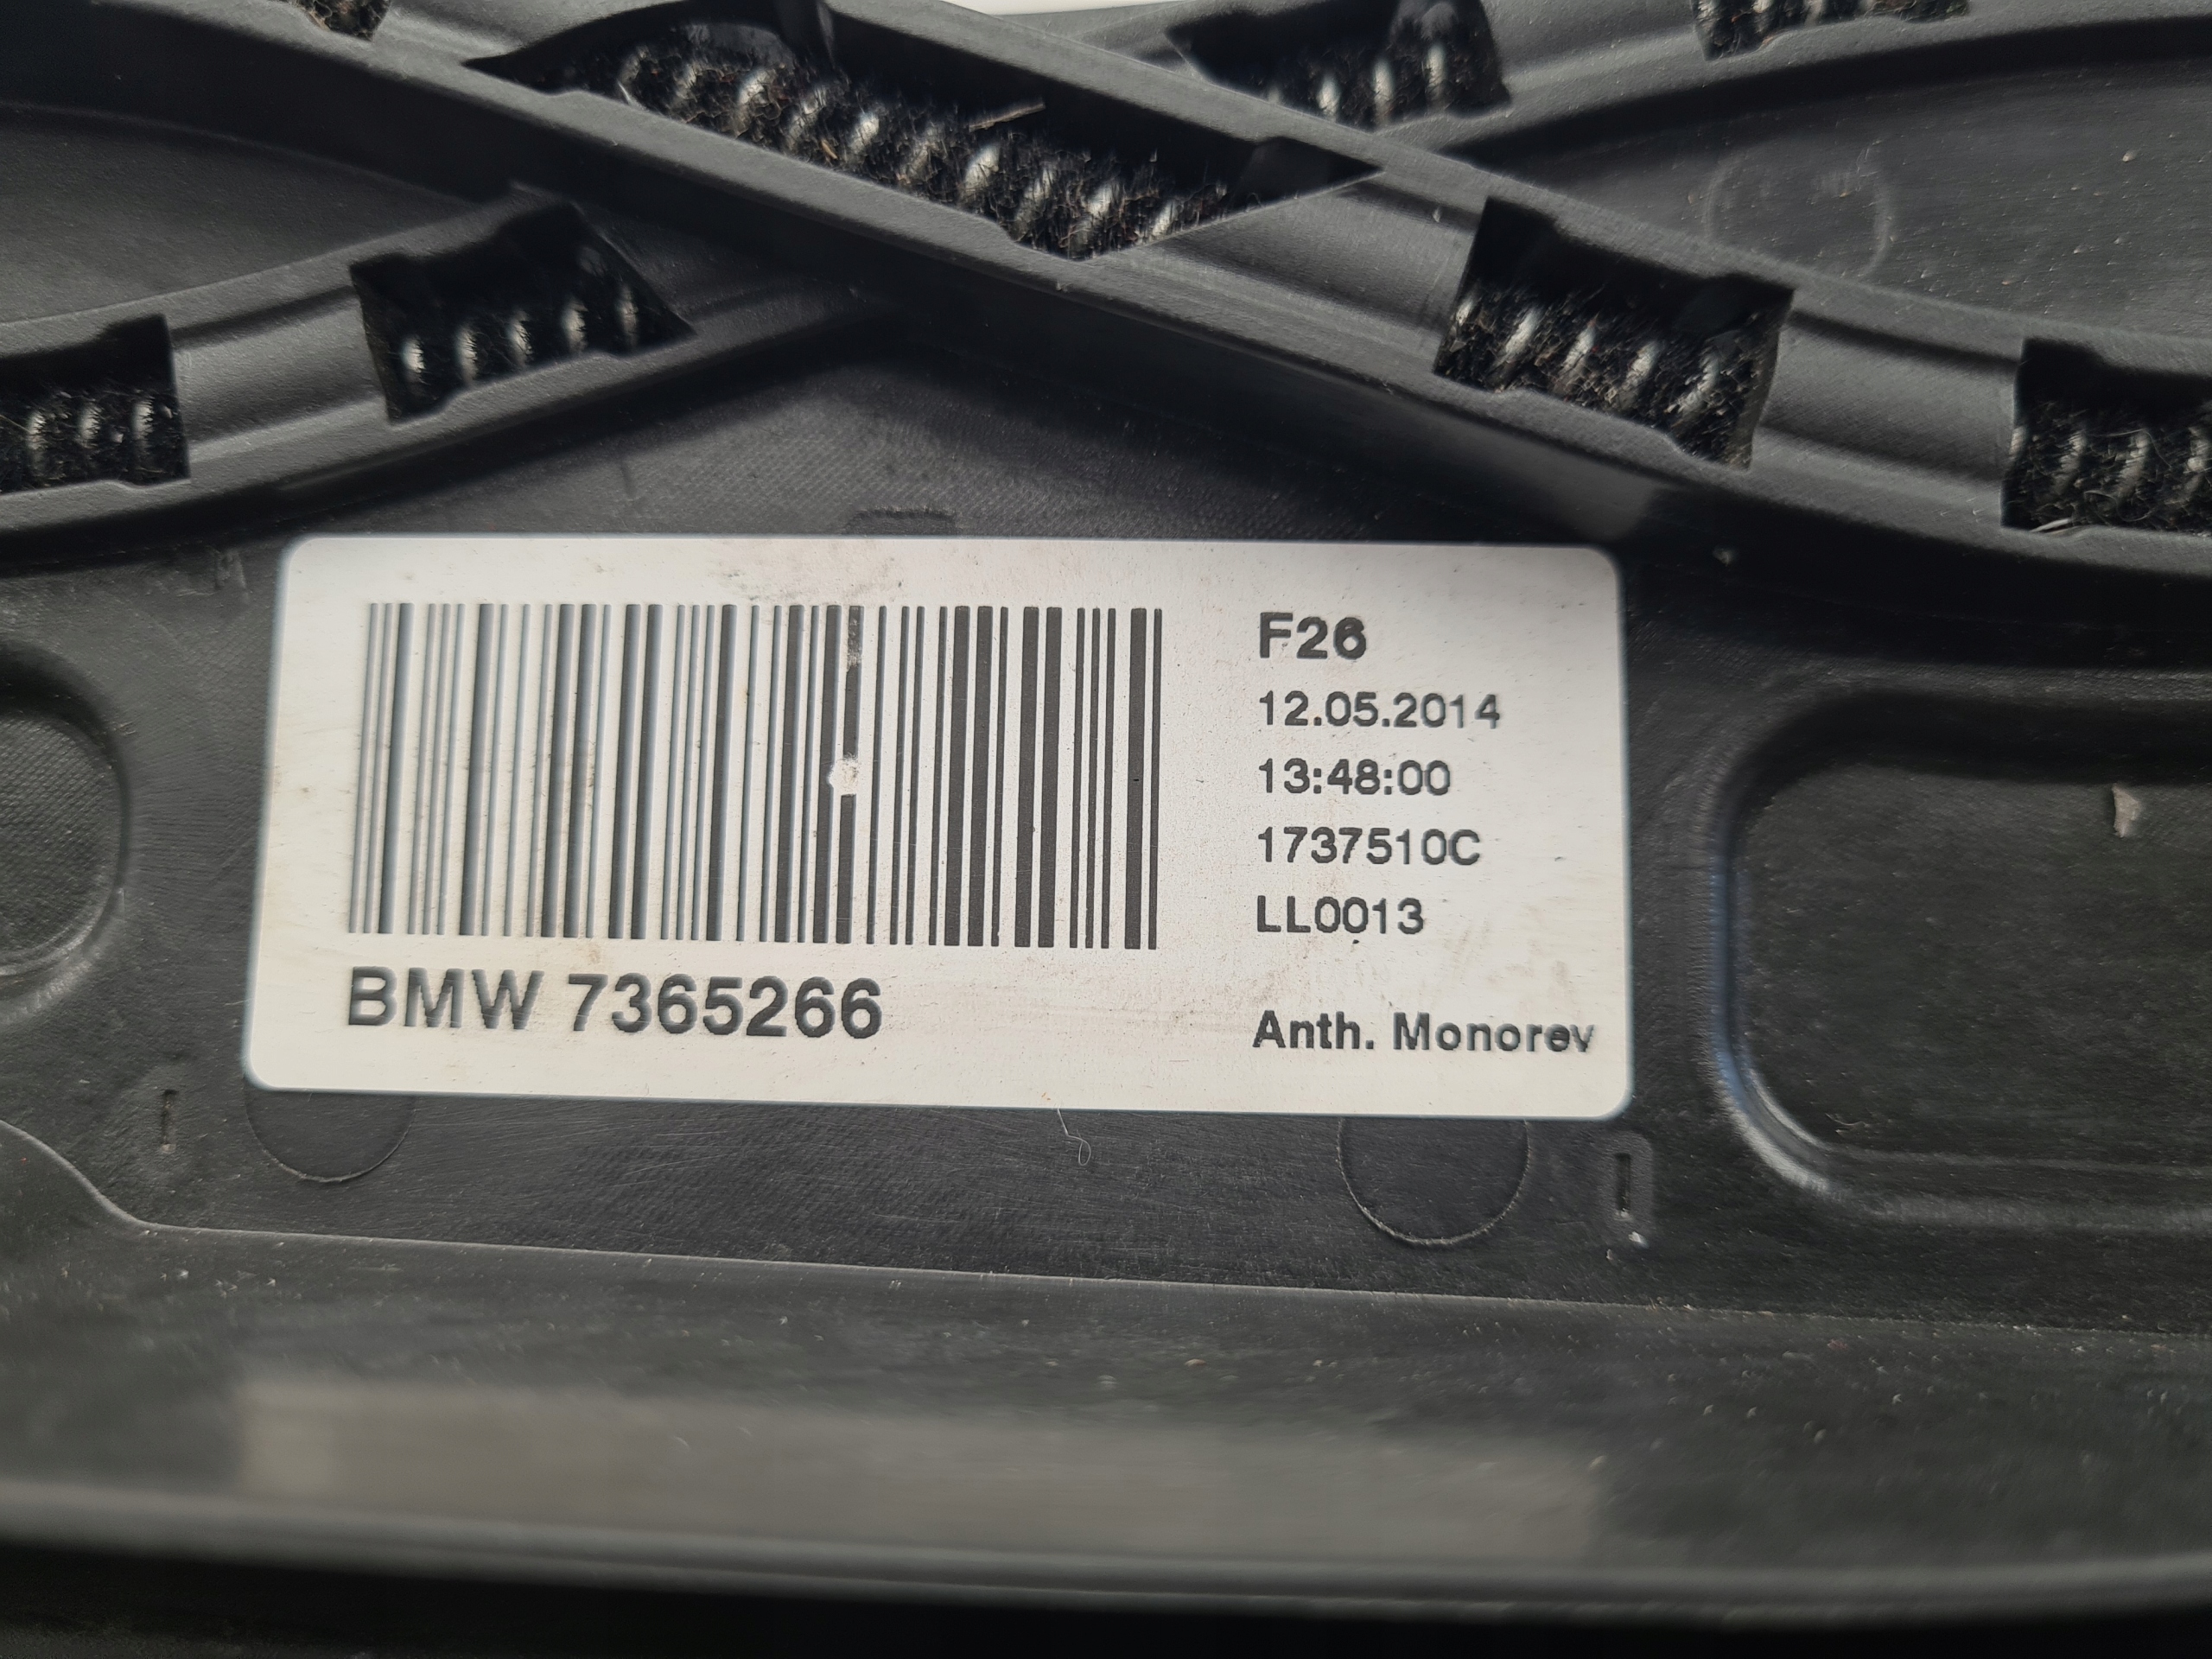 F26
12.05.2014
13:48:00
1737510C
LL0013
BMW 7365266
Anth. Monorev